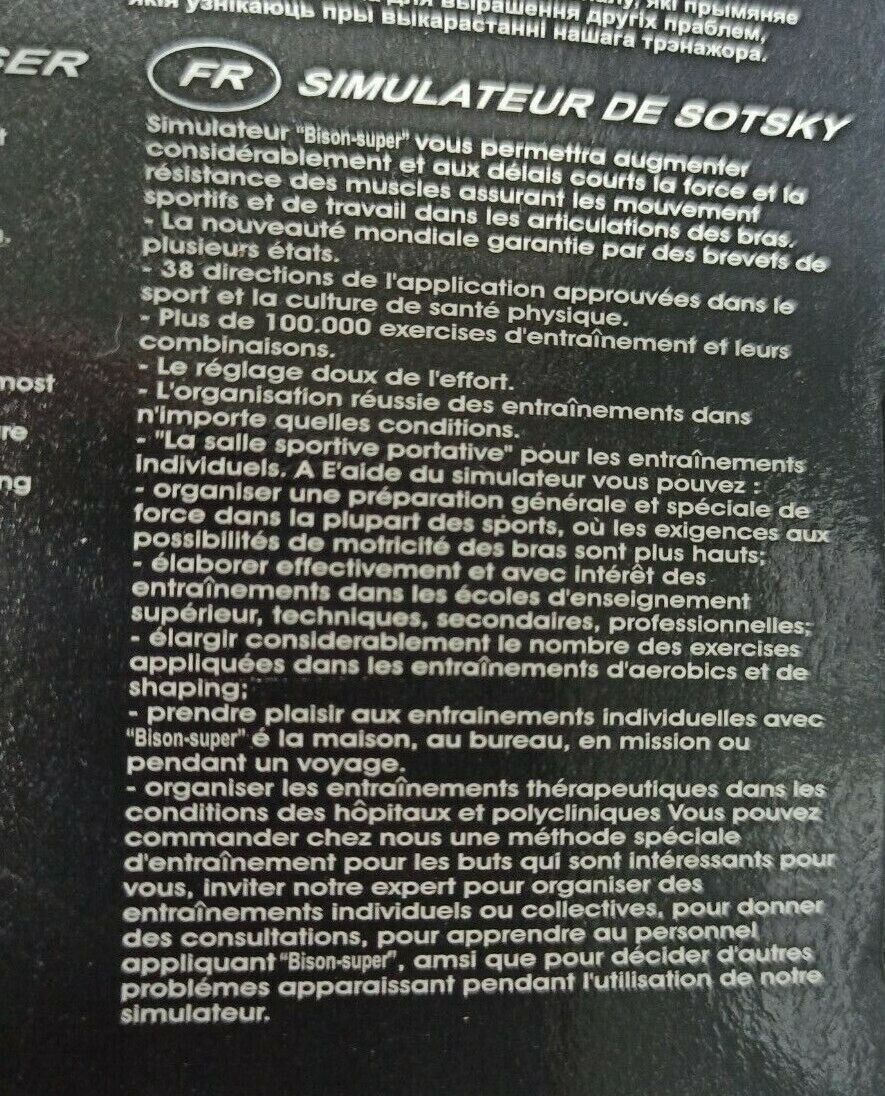 вырашення другіх праблем,
якія ўзнікаюць пры выкарастанні нашага трэнажора.
FR SIMULATEUR DE SOTSKY
Simulateur "Bison-super" vous permettra augmenter
considérablement et aux délais courts la force et la
résistance des muscles assurant les mouvement
sportifs et de travail dans les articulations des bras.
- La nouveauté mondiale garantie par des brevets de
plusieurs états.
- 38 directions de l'application approuvées dans le
sport et la culture de santé physique.
- Plus de 100.000 exercises d'entraînement et leurs
combinaisons.
- Le réglage doux de l'effort.
- L'organisation réussie des entraînements dans
n'importe quelles conditions.
- "La salle sportive portative" pour les entraînements
individuels. A E'aide du simulateur vous pouvez :
- organiser une préparation générale et spéciale de
force dans la plupart des sports, où les exigences aux
possibilités de motricité des bras sont plus hauts;
- élaborer effectivement et avec intérêt des
entraînements dans les écoles d'enseignement
supérieur, techniques, secondaires, professionnelles;
- élargir considerablement le nombre des exercises
appliquées dans les entraînements d'aerobics et de
shaping;
- prendre plaisir aux entrainements individuelles avec
"Bison-super" é la maison, au bureau, en mission ou
pendant un voyage.
- organiser les entraînements thérapeutiques dans les
conditions des hôpitaux et polycliniques Vous pouvez
commander chez nous une méthode spéciale
d'entraînement pour les buts qui sont intéressants pour
vous, inviter notre expert pour organiser des
entraînements individuels ou collectives, pour donner
des consultations, pour apprendre au personnel
appliquant "Bison-super", amsi que pour décider d'autres
problémes apparaissant pendant l'utilisation de notre
simulateur.